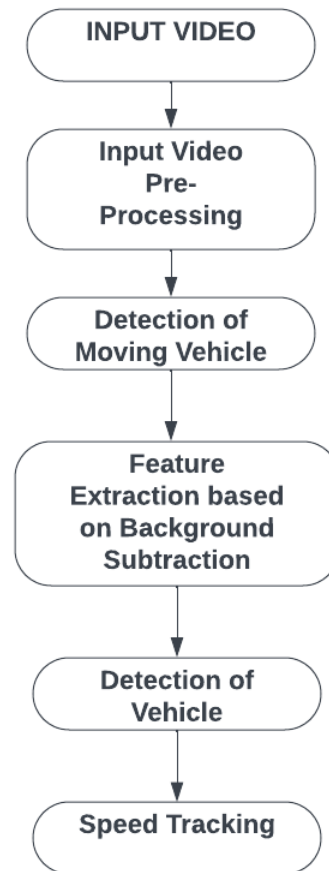 INPUT VIDEO
Input Video
Pre-
Processing
Detection of
Moving Vehicle
Feature
Extraction based
on Background
Subtraction
Detection of
Vehicle
Speed Tracking